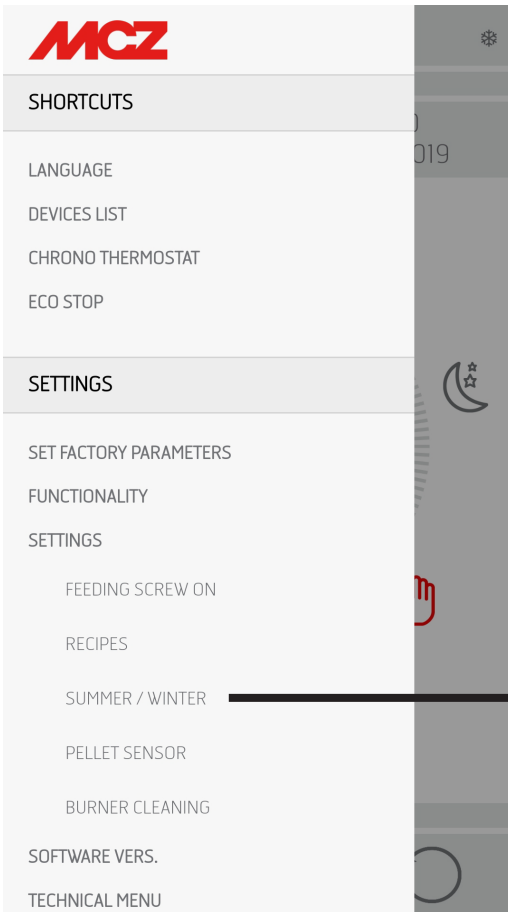 MCZ
SHORTCUTS
LANGUAGE
DEVICES LIST
CHRONO THERMOSTAT
ECO STOP
SETTINGS
SET FACTORY PARAMETERS
FUNCTIONALITY
SETTINGS
FEEDING SCREW ON
RECIPES
SUMMER / WINTER
PELLET SENSOR
BURNER CLEANING
SOFTWARE VERS.
TECHNICAL MENU
019